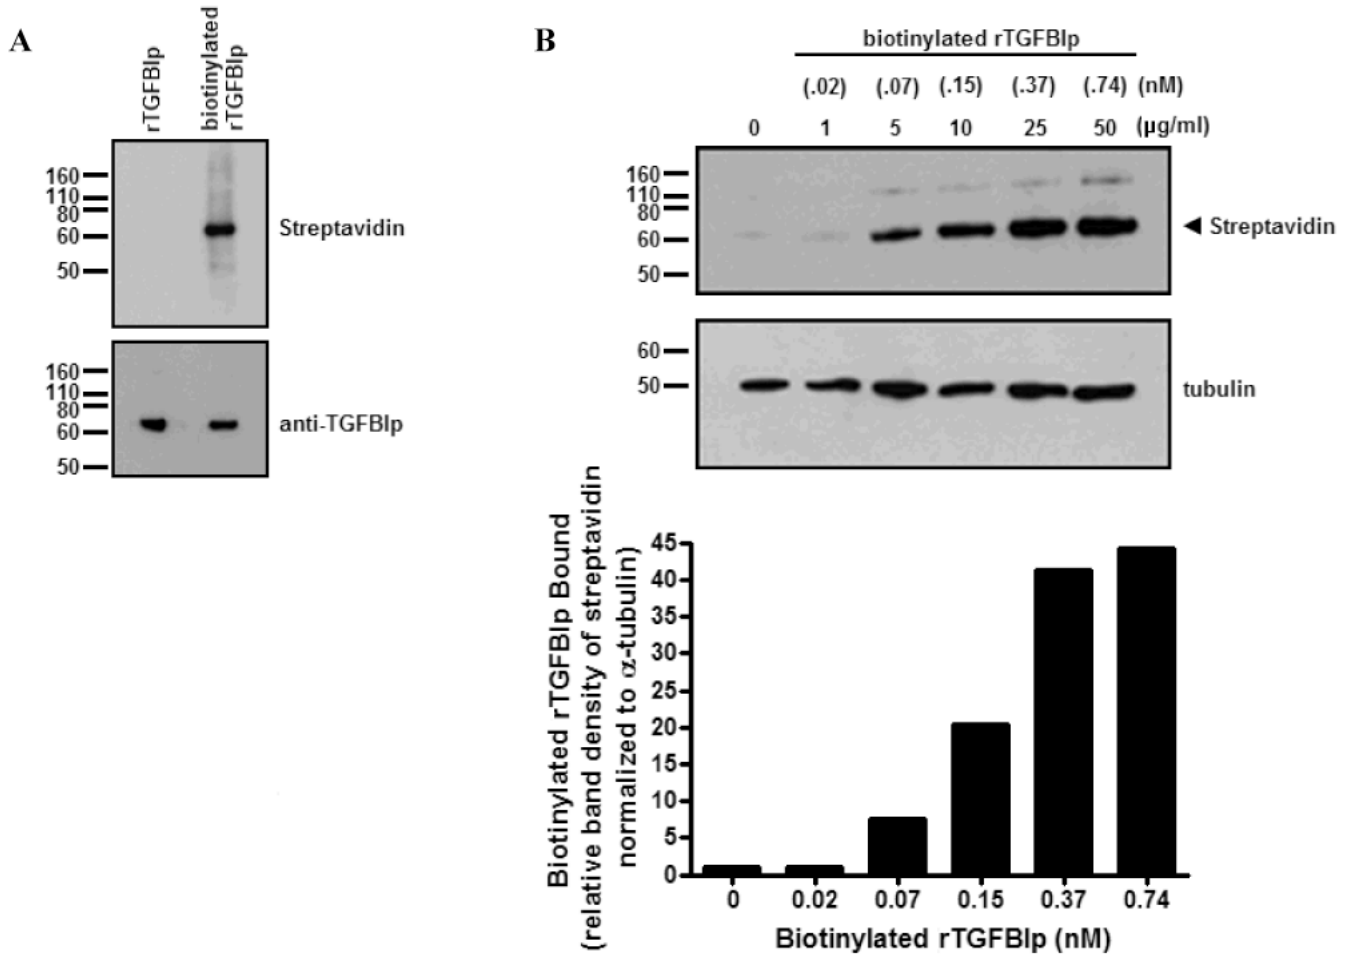 A
rTGFBIp
biotinylated
rTGFBIp
160
110
80
60
50
Streptavidin
160
110
80
60
50
anti-TGFBIp
B
biotinylated rTGFBIp
(.02) (.07) (.15) (.37) (.74) (nM)
0 1 5 10 25 50 (µg/ml)
160
110
80
60
50
◄ Streptavidin
60
50
tubulin
Biotinylated rTGFBIp Bound
(relative band density of streptavidin
normalized to α-tubulin)
45
40
35
30
25
20
15
10
5
0
0 0.02 0.07 0.15 0.37 0.74
Biotinylated rTGFBIp (nM)